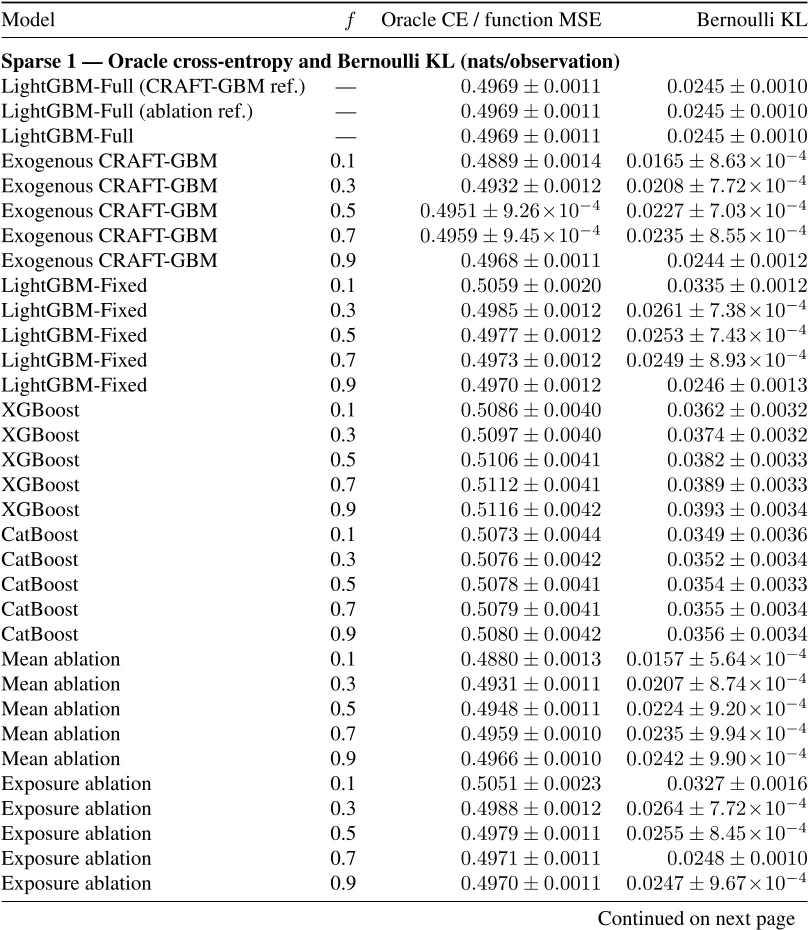 Model f Oracle CE / function MSE Bernoulli KL
Sparse 1 — Oracle cross-entropy and Bernoulli KL (nats/observation)
LightGBM-Full (CRAFT-GBM ref.) — 0.4969 ± 0.0011 0.0245 ± 0.0010
LightGBM-Full (ablation ref.) — 0.4969 ± 0.0011 0.0245 ± 0.0010
LightGBM-Full — 0.4969 ± 0.0011 0.0245 ± 0.0010
Exogenous CRAFT-GBM 0.1 0.4889 ± 0.0014 0.0165 ± 8.63×10⁻⁴
Exogenous CRAFT-GBM 0.3 0.4932 ± 0.0012 0.0208 ± 7.72×10⁻⁴
Exogenous CRAFT-GBM 0.5 0.4951 ± 9.26×10⁻⁴ 0.0227 ± 7.03×10⁻⁴
Exogenous CRAFT-GBM 0.7 0.4959 ± 9.45×10⁻⁴ 0.0235 ± 8.55×10⁻⁴
Exogenous CRAFT-GBM 0.9 0.4968 ± 0.0011 0.0244 ± 0.0012
LightGBM-Fixed 0.1 0.5059 ± 0.0020 0.0335 ± 0.0012
LightGBM-Fixed 0.3 0.4985 ± 0.0012 0.0261 ± 7.38×10⁻⁴
LightGBM-Fixed 0.5 0.4977 ± 0.0012 0.0253 ± 7.43×10⁻⁴
LightGBM-Fixed 0.7 0.4973 ± 0.0012 0.0249 ± 8.93×10⁻⁴
LightGBM-Fixed 0.9 0.4970 ± 0.0012 0.0246 ± 0.0013
XGBoost 0.1 0.5086 ± 0.0040 0.0362 ± 0.0032
XGBoost 0.3 0.5097 ± 0.0040 0.0374 ± 0.0032
XGBoost 0.5 0.5106 ± 0.0041 0.0382 ± 0.0033
XGBoost 0.7 0.5112 ± 0.0041 0.0389 ± 0.0033
XGBoost 0.9 0.5116 ± 0.0042 0.0393 ± 0.0034
CatBoost 0.1 0.5073 ± 0.0044 0.0349 ± 0.0036
CatBoost 0.3 0.5076 ± 0.0042 0.0352 ± 0.0034
CatBoost 0.5 0.5078 ± 0.0041 0.0354 ± 0.0033
CatBoost 0.7 0.5079 ± 0.0041 0.0355 ± 0.0034
CatBoost 0.9 0.5080 ± 0.0042 0.0356 ± 0.0034
Mean ablation 0.1 0.4880 ± 0.0013 0.0157 ± 5.64×10⁻⁴
Mean ablation 0.3 0.4931 ± 0.0011 0.0207 ± 8.74×10⁻⁴
Mean ablation 0.5 0.4948 ± 0.0011 0.0224 ± 9.20×10⁻⁴
Mean ablation 0.7 0.4959 ± 0.0010 0.0235 ± 9.94×10⁻⁴
Mean ablation 0.9 0.4966 ± 0.0010 0.0242 ± 9.90×10⁻⁴
Exposure ablation 0.1 0.5051 ± 0.0023 0.0327 ± 0.0016
Exposure ablation 0.3 0.4988 ± 0.0012 0.0264 ± 7.72×10⁻⁴
Exposure ablation 0.5 0.4979 ± 0.0011 0.0255 ± 8.45×10⁻⁴
Exposure ablation 0.7 0.4971 ± 0.0011 0.0248 ± 0.0010
Exposure ablation 0.9 0.4970 ± 0.0011 0.0247 ± 9.67×10⁻⁴
Continued on next page